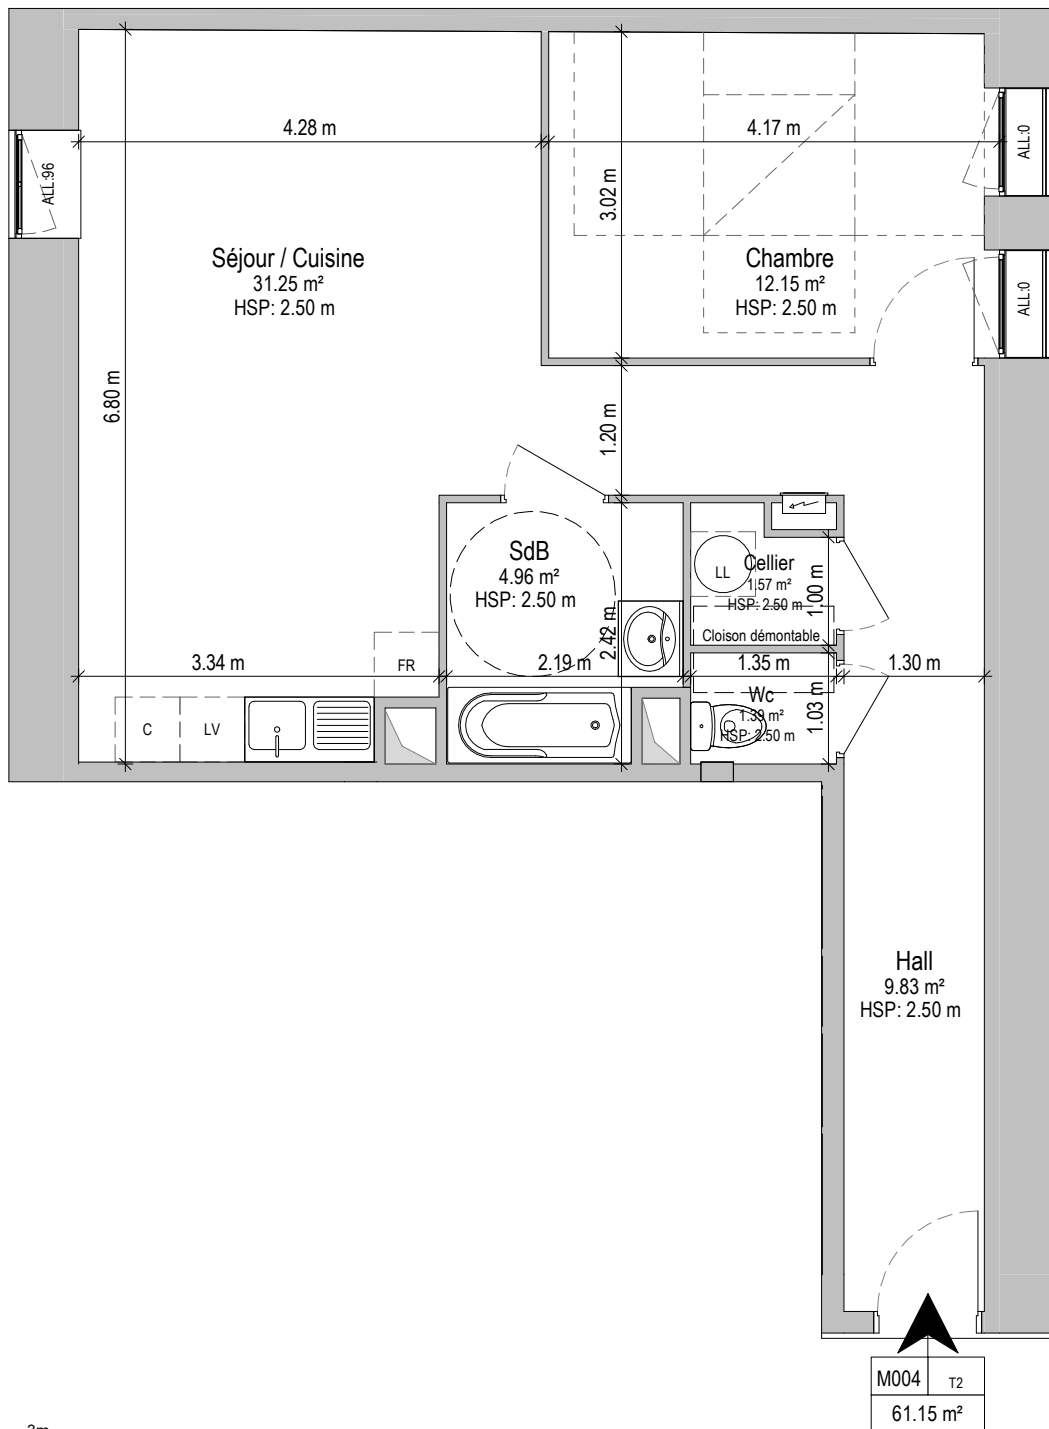 4.28 m
4.17 m
ALL:96
ALL:0
3.02 m
Séjour / Cuisine
31.25 m²
HSP: 2.50 m
Chambre
12.15 m²
HSP: 2.50 m
ALL:0
6.80 m
1.20 m
SdB
4.96 m²
HSP: 2.50 m
LL
Cellier
1.57 m²
HSP: 2.50 m
1.00 m
2.42 m
Cloison démontable
3.34 m
FR
2.19 m
1.35 m
1.30 m
Wc
1.39 m²
HSP: 2.50 m
1.03 m
C
LV
Hall
9.83 m²
HSP: 2.50 m
M004
T2
61.15 m²